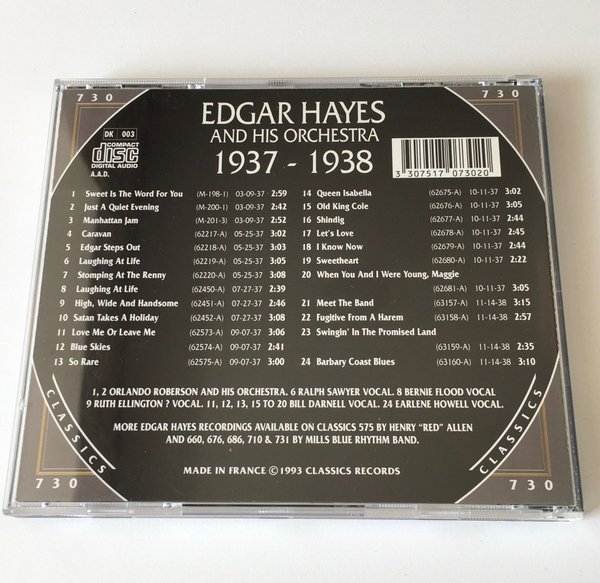 730
730
EDGAR HAYES
AND HIS ORCHESTRA
1937 - 1938
DK 003
COMPACT
disc
DIGITAL AUDIO
A.A.D.
3 307517 073020
1 Sweet Is The Word For You (M-198-1) 03-09-37 2:59
2 Just A Quiet Evening (M-200-1) 03-09-37 2:42
3 Manhattan Jam (M-201-3) 03-09-37 2:52
4 Caravan (62217-A) 05-25-37 3:02
5 Edgar Steps Out (62218-A) 05-25-37 3:03
6 Laughing At Life (62219-A) 05-25-37 3:05
7 Stomping At The Renny (62220-A) 05-25-37 3:08
8 Laughing At Life (62450-A) 07-27-37 2:39
9 High, Wide And Handsome (62451-A) 07-27-37 2:46
10 Satan Takes A Holiday (62452-A) 07-27-37 3:08
11 Love Me Or Leave Me (62573-A) 09-07-37 3:06
12 Blue Skies (62574-A) 09-07-37 2:41
13 So Rare (62575-A) 09-07-37 3:00
14 Queen Isabella (62675-A) 10-11-37 3:02
15 Old King Cole (62676-A) 10-11-37 3:05
16 Shindig (62677-A) 10-11-37 2:44
17 Let's Love (62678-A) 10-11-37 2:45
18 I Know Now (62679-A) 10-11-37 2:44
19 Sweetheart (62680-A) 10-11-37 2:22
20 When You And I Were Young, Maggie
(62681-A) 10-11-37 3:05
21 Meet The Band (63157-A) 11-14-38 3:15
22 Fugitive From A Harem (63158-A) 11-14-38 2:57
23 Swingin' In The Promised Land
(63159-A) 11-14-38 2:35
24 Barbary Coast Blues (63160-A) 11-14-38 3:10
1, 2 ORLANDO ROBERSON AND HIS ORCHESTRA. 6 RALPH SAWYER VOCAL. 8 BERNIE FLOOD VOCAL
9 RUTH ELLINGTON ? VOCAL. 11, 12, 13, 15 TO 20 BILL DARNELL VOCAL. 24 EARLENE HOWELL VOCAL.
MORE EDGAR HAYES RECORDINGS AVAILABLE ON CLASSICS 575 BY HENRY "RED" ALLEN
AND 660, 676, 686, 710 & 731 BY MILLS BLUE RHYTHM BAND.
MADE IN FRANCE © 1993 CLASSICS RECORDS
CLASSICS
CLASSICS
730
730